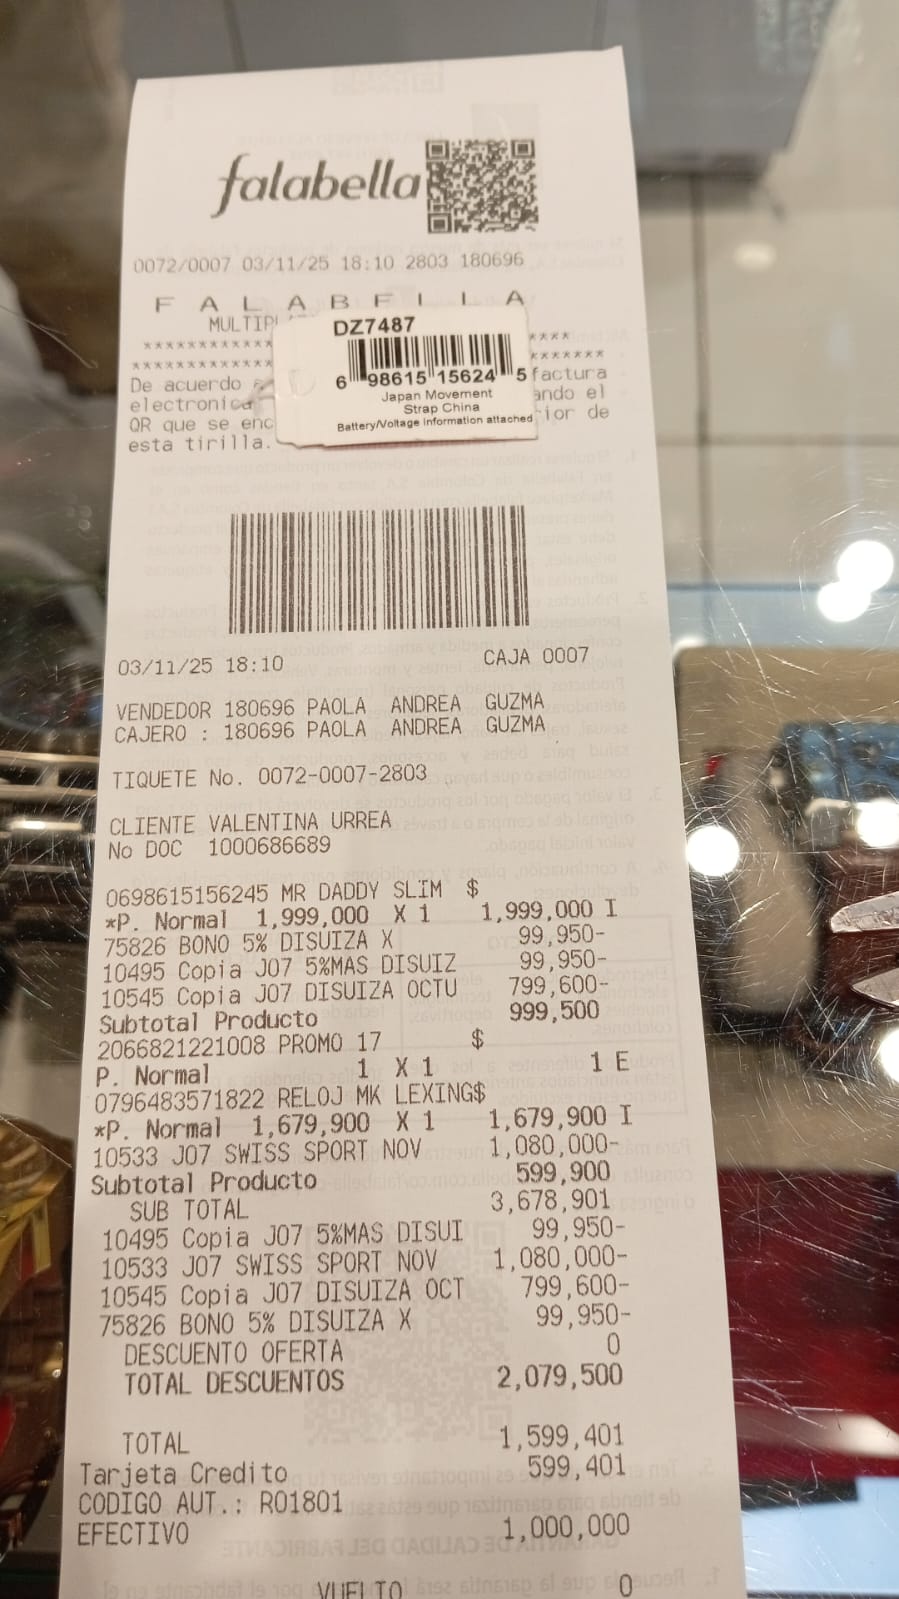 falabella
0072/0007 03/11/25 18:10 2803 180696
F A L A B E L L A
MULTIP
***********
****
***********
*******
DZ7487
6 98615 15624 5
Japan Movement
Strap China
Battery/Voltage information attached
De acuerdo factura
electronica ando el
QR que se enc rior de
esta tirilla.
03/11/25 18:10 CAJA 0007
VENDEDOR 180696 PAOLA ANDREA GUZMA
CAJERO : 180696 PAOLA ANDREA GUZMA
TIQUETE No. 0072-0007-2803
CLIENTE VALENTINA URREA
No DOC 1000686689
0698615156245 MR DADDY SLIM $
*P. Normal 1,999,000 X 1 1,999,000 I
75826 BONO 5% DISUIZA X 99,950-
10495 Copia J07 5%MAS DISUIZ 99,950-
10545 Copia J07 DISUIZA OCTU 799,600-
Subtotal Producto 999,500
2066821221008 PROMO 17 $
P. Normal 1 X 1 1 E
0796483571822 RELOJ MK LEXING$
*P. Normal 1,679,900 X 1 1,679,900 I
10533 J07 SWISS SPORT NOV 1,080,000-
Subtotal Producto 599,900
SUB TOTAL 3,678,901
10495 Copia J07 5%MAS DISUI 99,950-
10533 J07 SWISS SPORT NOV 1,080,000-
10545 Copia J07 DISUIZA OCT 799,600-
75826 BONO 5% DISUIZA X 99,950-
DESCUENTO OFERTA 0
TOTAL DESCUENTOS 2,079,500
TOTAL 1,599,401
Tarjeta Credito 599,401
CODIGO AUT.: R01801
EFECTIVO 1,000,000
VUELTO 0